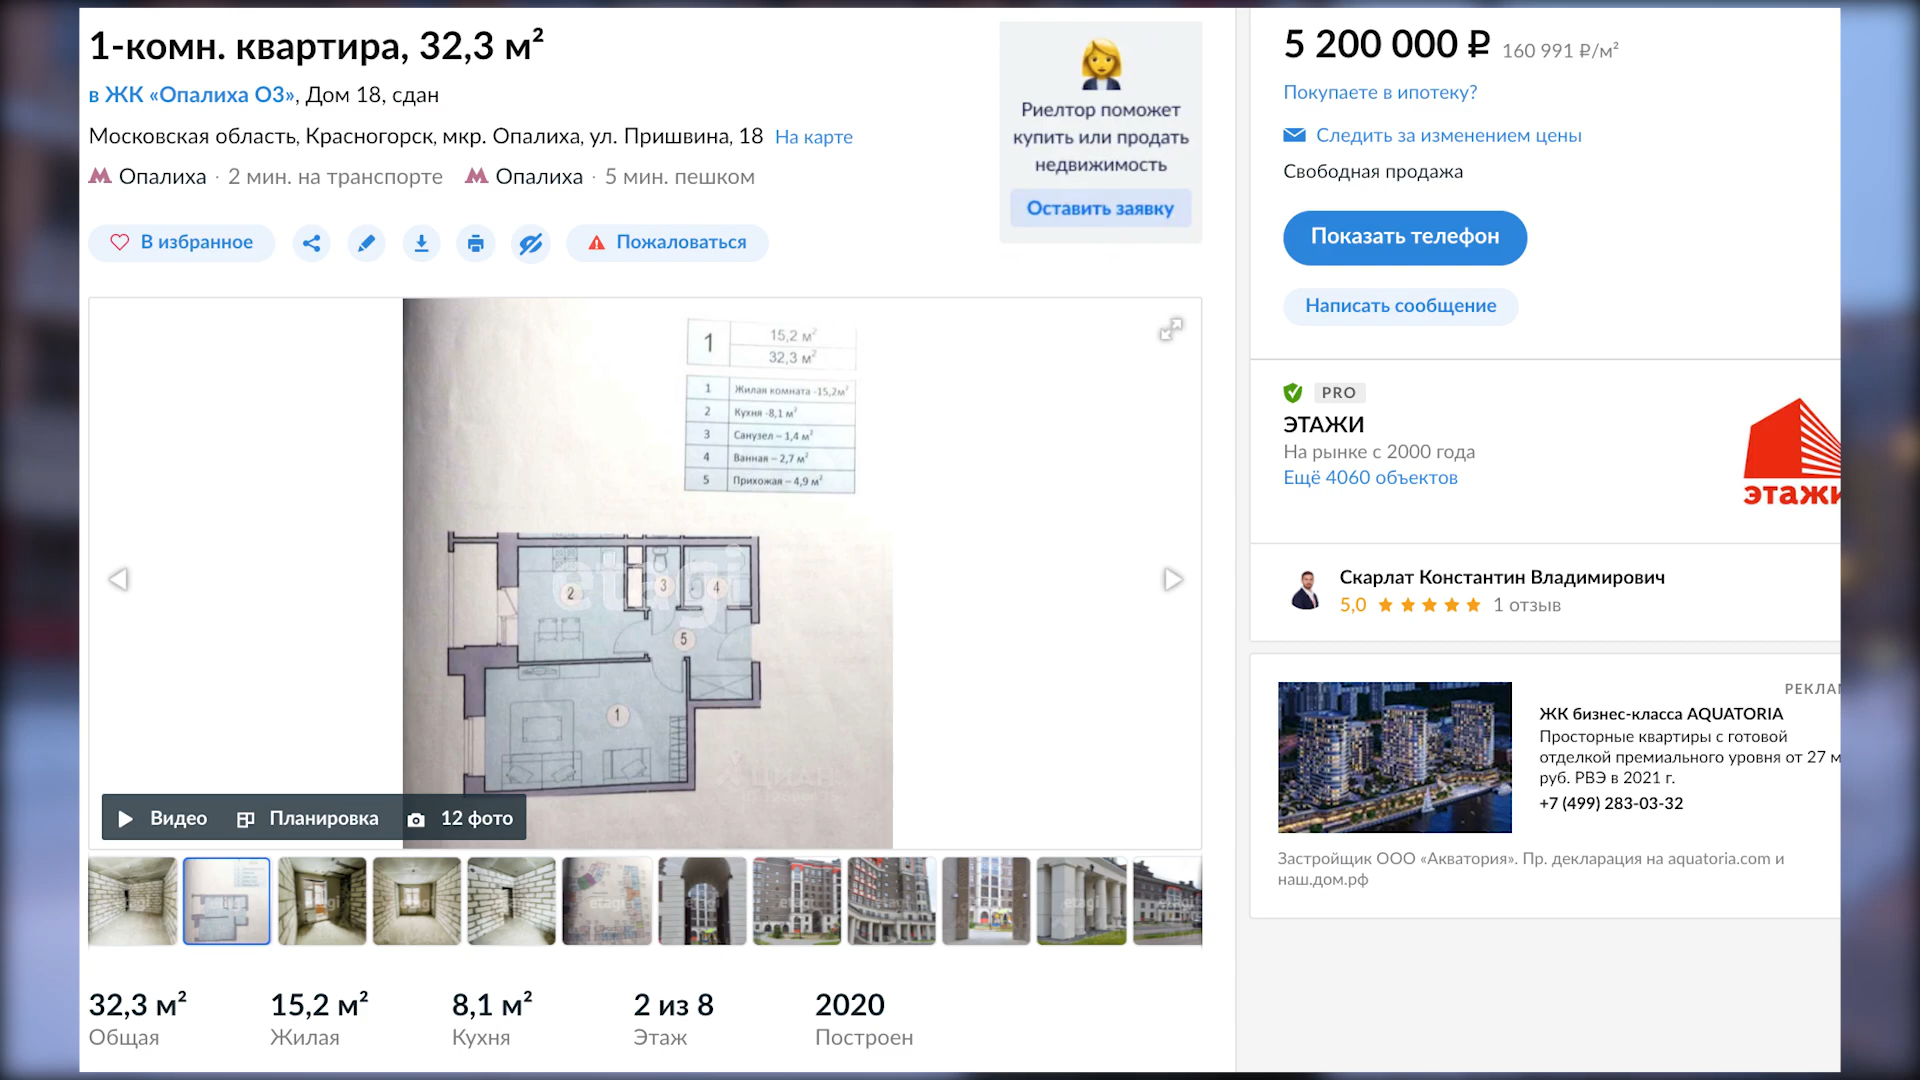 1-комн. квартира, 32,3 м²
в ЖК «Опалиха О3», Дом 18, сдан
Московская область, Красногорск, мкр. Опалиха, ул. Пришвина, 18 На карте
Опалиха · 2 мин. на транспорте Опалиха · 5 мин. пешком
В избранное
Пожаловаться
Риелтор поможет
купить или продать
недвижимость
Оставить заявку
1
15,2 м²
32,3 м²
1 Жилая комната -15,2м²
2 Кухня -8,1 м²
3 Санузел – 1,4 м²
4 Ванная – 2,7 м²
5 Прихожая – 4,9 м²
etagi
2
3
4
5
1
ЦИАН
Видео
Планировка
12 фото
32,3 м²
Общая
15,2 м²
Жилая
8,1 м²
Кухня
2 из 8
Этаж
2020
Построен
5 200 000 ₽ 160 991 ₽/м²
Покупаете в ипотеку?
Следить за изменением цены
Свободная продажа
Показать телефон
Написать сообщение
PRO
ЭТАЖИ
На рынке с 2000 года
Ещё 4060 объектов
этажи
Скарлат Константин Владимирович
5,0 1 отзыв
РЕКЛАМ
ЖК бизнес-класса AQUATORIA
Просторные квартиры с готовой
отделкой премиального уровня от 27 м
руб. РВЭ в 2021 г.
+7 (499) 283-03-32
Застройщик ООО «Акватория». Пр. декларация на aquatoria.com и
наш.дом.рф